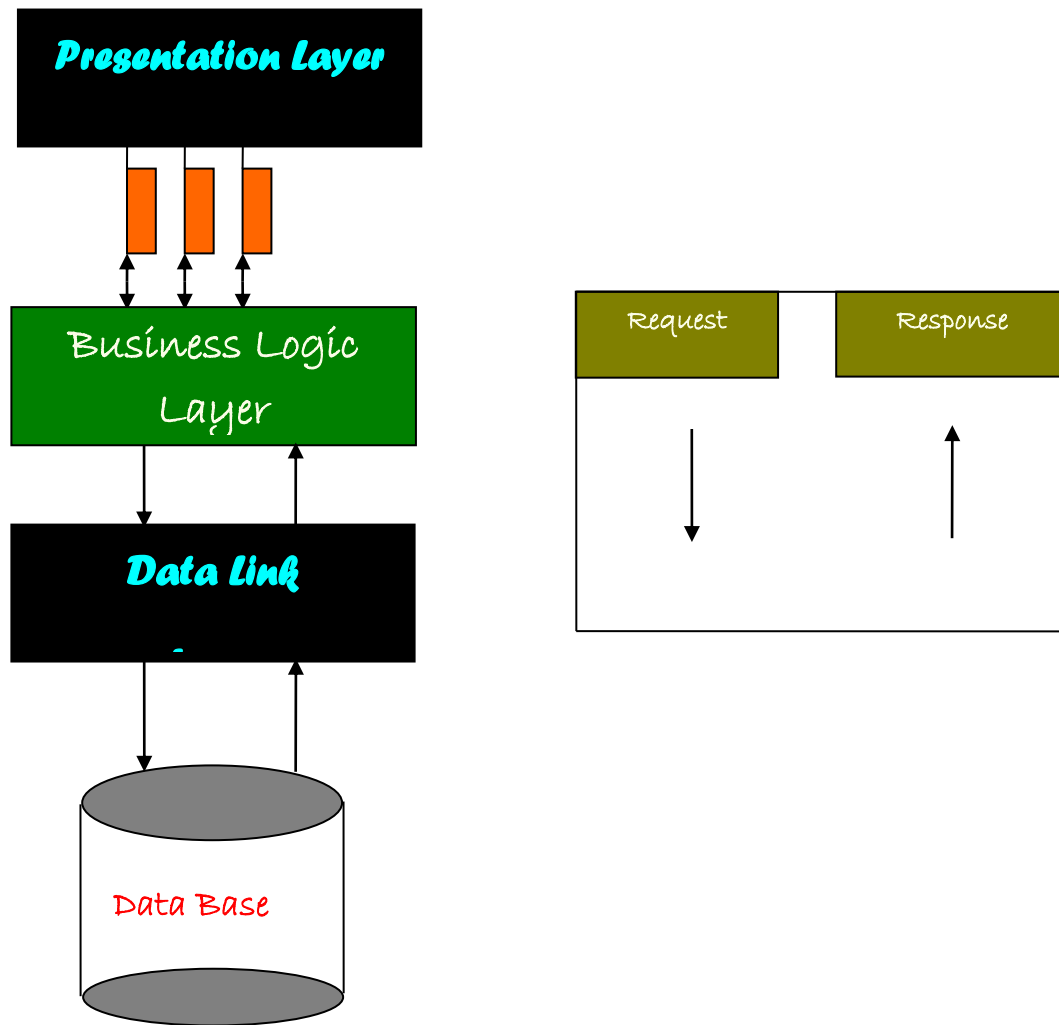 Presentation Layer
Business Logic
Layer
Request
Response
Data Link
Data Base